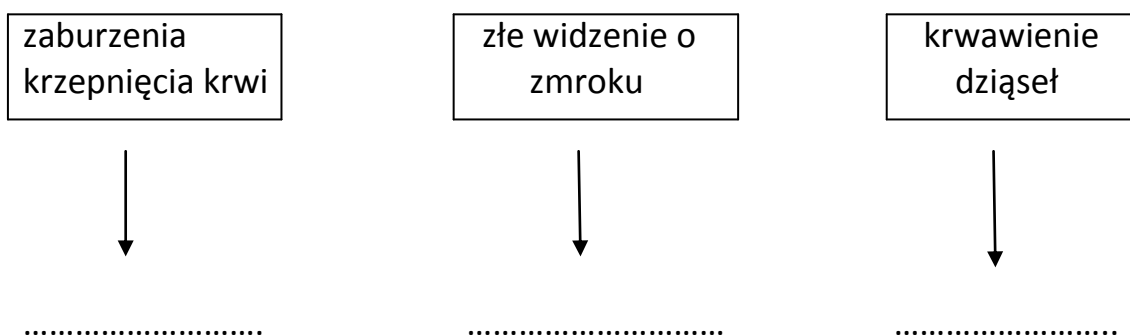 zaburzenia
krzepnięcia krwi
złe widzenie o
zmroku
krwawienie
dziąseł
……………………….
…………………………
……………………..